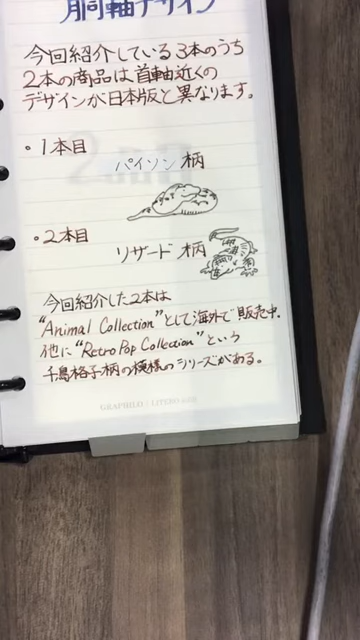 胴軸デザイン
今回紹介している3本のうち
2本の商品は首軸近くの
デザインが日本版と異なります。
・1本目
パイソン柄
・2本目
リザード柄
今回紹介した2本は
"Animal Collection"として海外で販売中.
他に"Retro Pop Collection"という
千鳥格子柄の模様のシリーズがある。